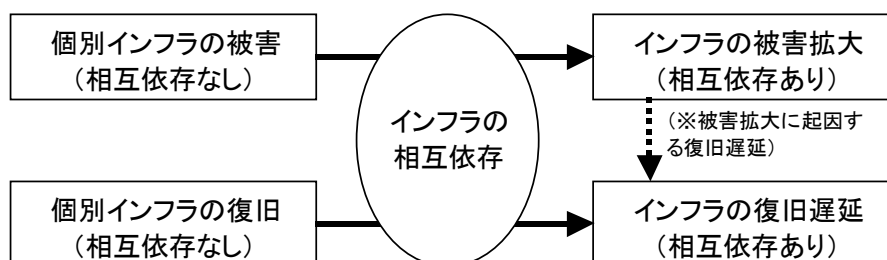 個別インフラの被害
（相互依存なし）
インフラの
相互依存
インフラの被害拡大
（相互依存あり）
（※被害拡大に起因す
る復旧遅延）
個別インフラの復旧
（相互依存なし）
インフラの復旧遅延
（相互依存あり）